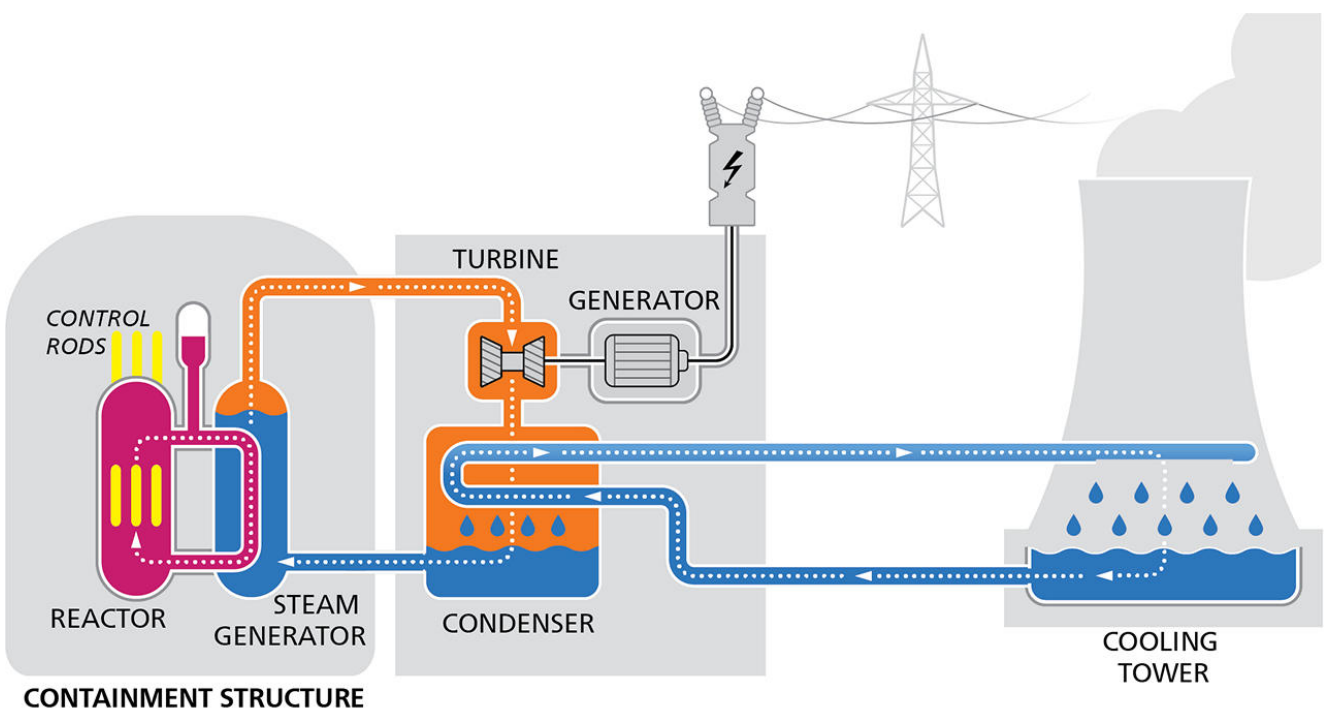 TURBINE
GENERATOR
CONTROL
RODS
REACTOR
STEAM
GENERATOR
CONDENSER
COOLING
TOWER
CONTAINMENT STRUCTURE